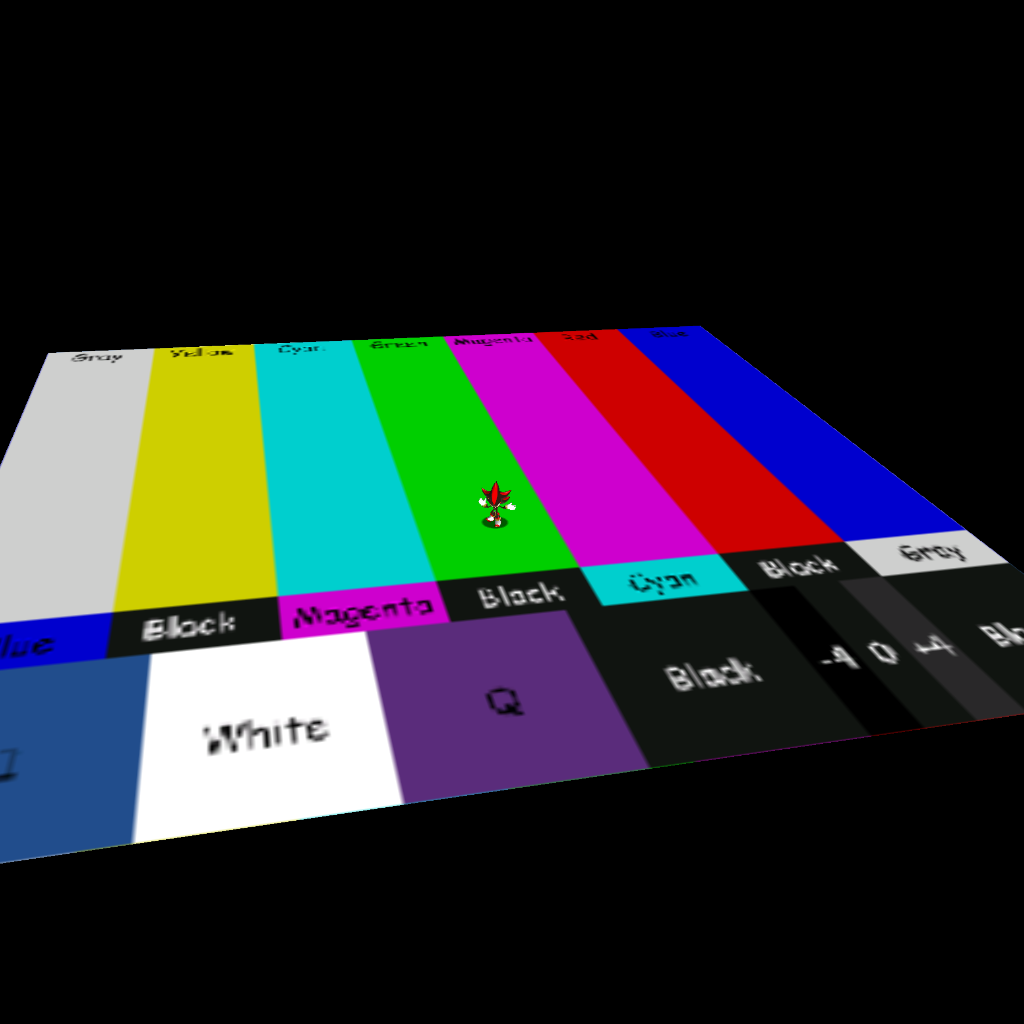 Gray Yellow Cyan Green Magenta Red Blue
Blue Black Magenta Black Cyan Black Gray
I White Q Black -4 0 +4